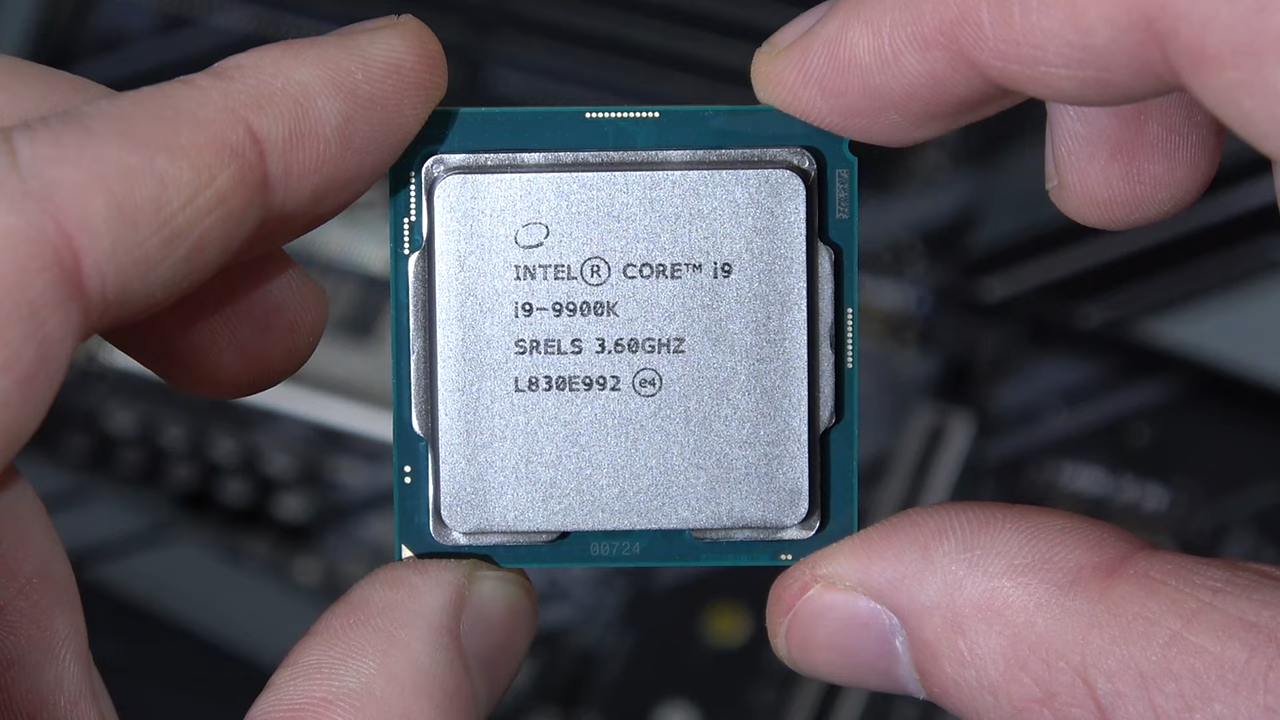 INTEL® CORE™ i9
i9-9900K
SRELS 3.60GHZ
L830E992 e4
00724